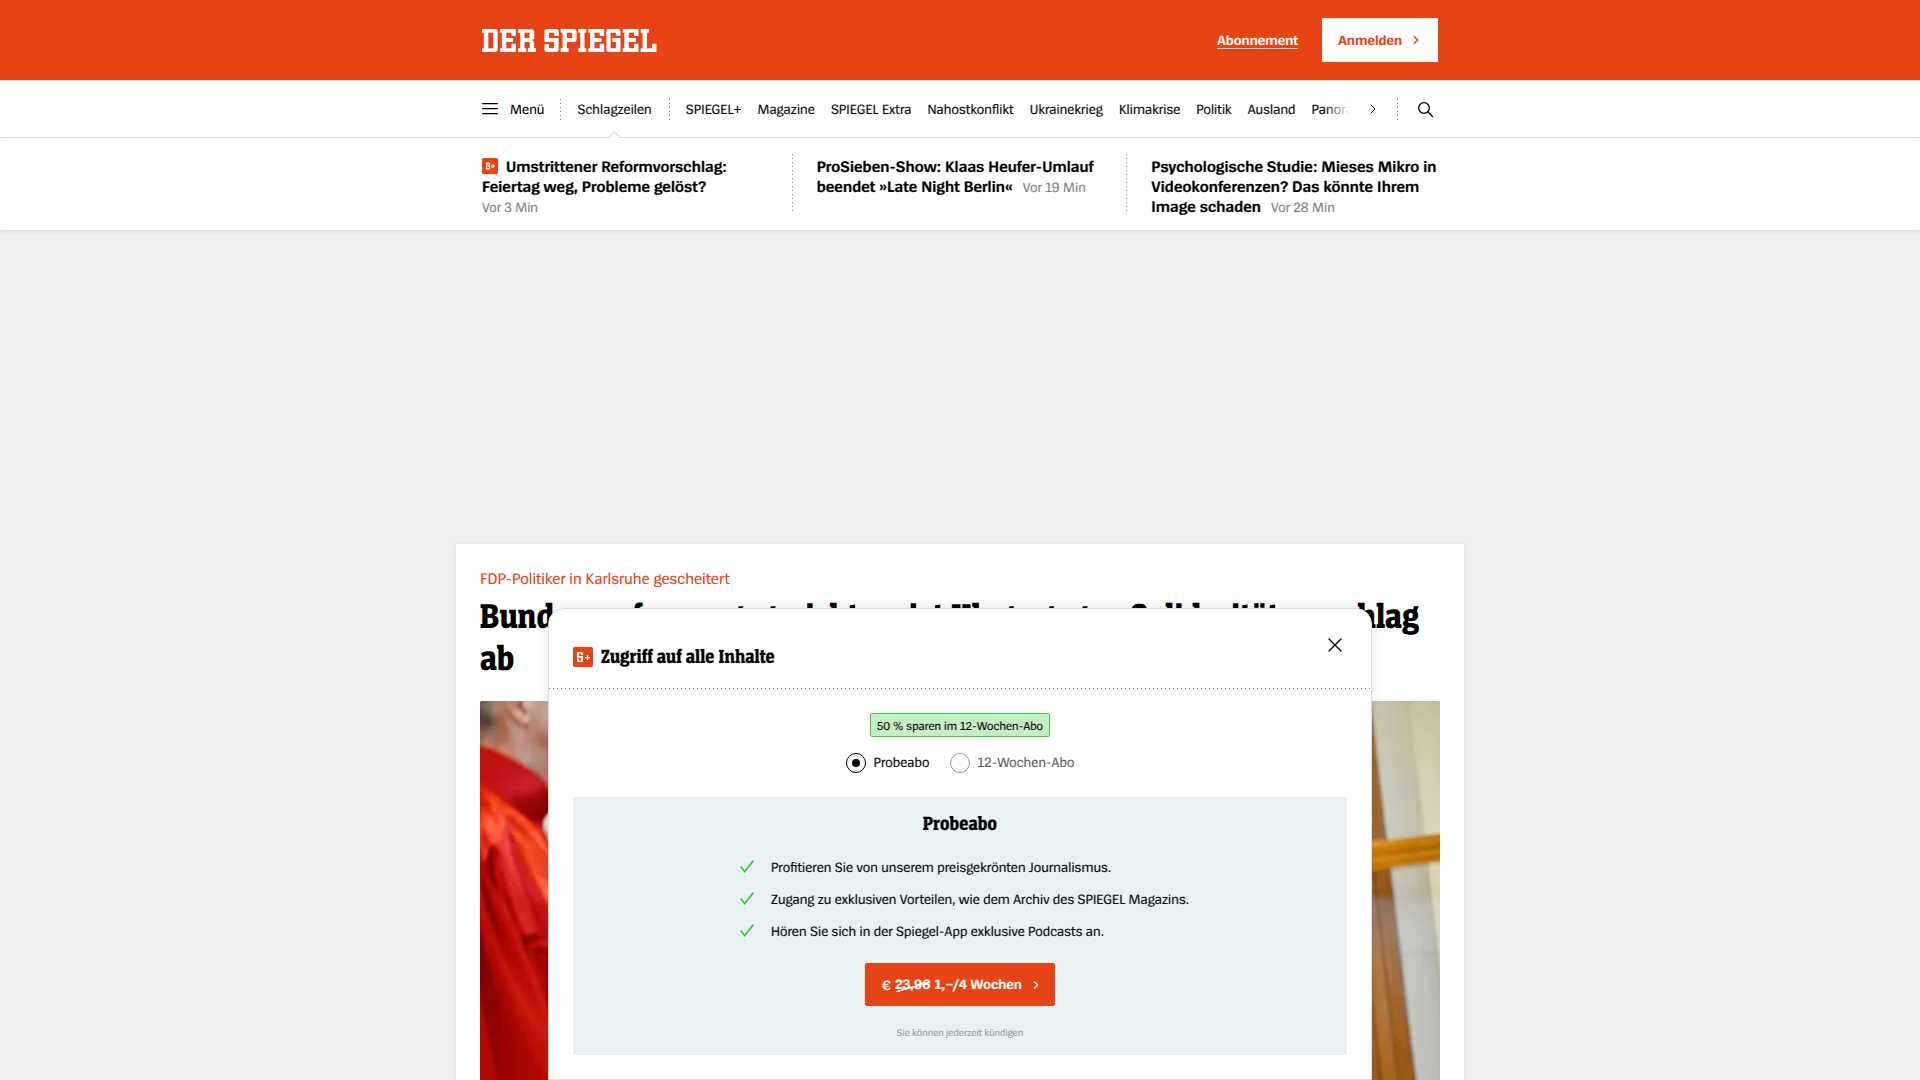 DER SPIEGEL
Abonnement
Anmelden
Menü
Schlagzeilen
SPIEGEL+
Magazine
SPIEGEL Extra
Nahostkonflikt
Ukrainekrieg
Klimakrise
Politik
Ausland
Umstrittener Reformvorschlag:
Feiertag weg, Probleme gelöst?
Vor 3 Min
ProSieben-Show: Klaas Heufer-Umlauf
beendet »Late Night Berlin« Vor 19 Min
Psychologische Studie: Mieses Mikro in
Videokonferenzen? Das könnte Ihrem
Image schaden Vor 28 Min
FDP-Politiker in Karlsruhe gescheitert
ab
Zugriff auf alle Inhalte
50 % sparen im 12-Wochen-Abo
Probeabo
12-Wochen-Abo
Probeabo
Profitieren Sie von unserem preisgekrönten Journalismus.
Zugang zu exklusiven Vorteilen, wie dem Archiv des SPIEGEL Magazins.
Hören Sie sich in der Spiegel-App exklusive Podcasts an.
€ 23,96 1,–/4 Wochen
Sie können jederzeit kündigen